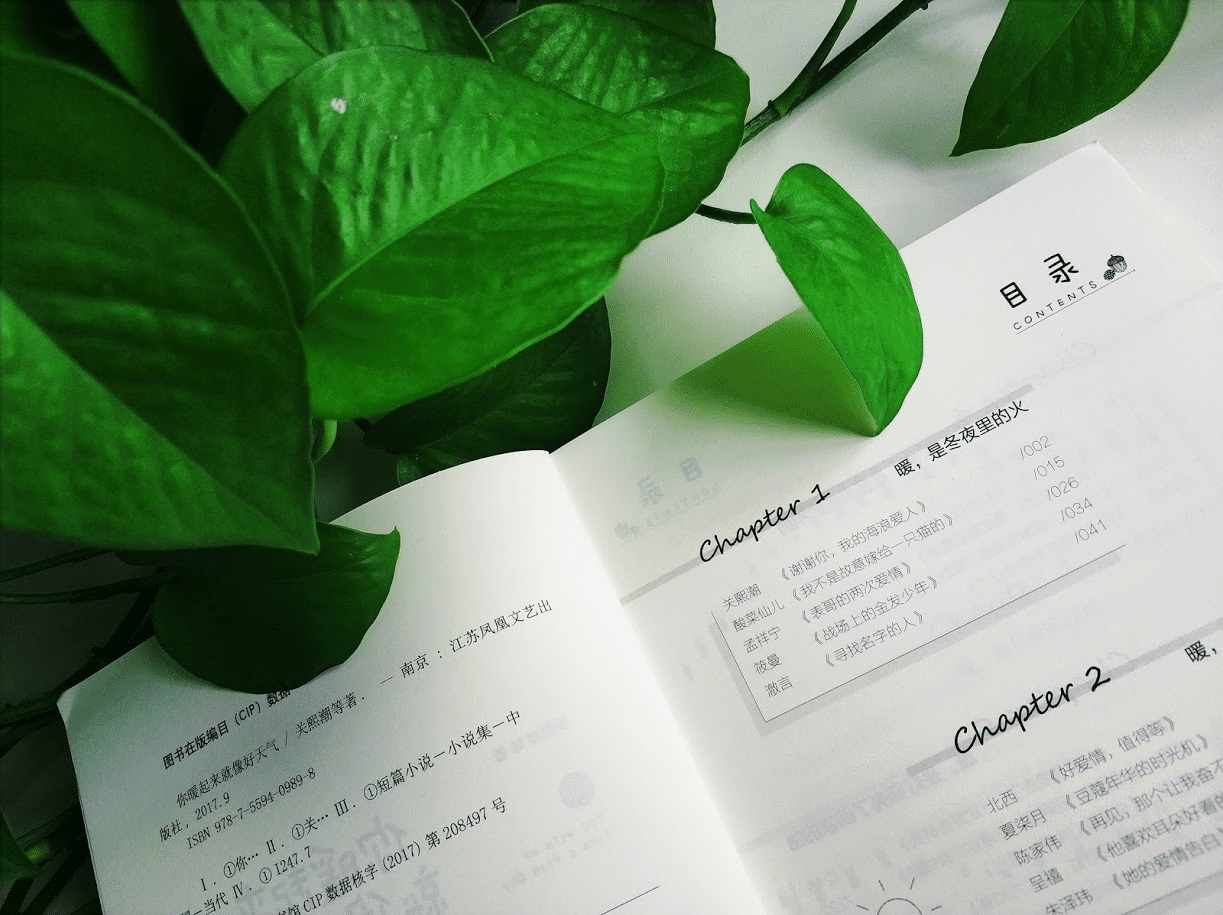 图书在版编目（CIP）数据
你暖起来就像好天气 / 关熙潮等著. — 南京 : 江苏凤凰文艺出
版社, 2017.9
ISBN 978-7-5594-0989-8
Ⅰ. ①你… Ⅱ. ①关… Ⅲ. ①短篇小说－小说集－中
－当代 Ⅳ. ①I247.7
CIP 数据核字 (2017) 第 208497 号
目 录
CONTENTS
Chapter 1 暖，是冬夜里的火
关熙潮 《谢谢你，我的海浪爱人》 /002
酸菜仙儿 《我不是故意嫁给一只猫的》 /015
孟祥宁 《表哥的两次爱情》 /026
筱曼 《战场上的金发少年》 /034
澈言 《寻找名字的人》 /041
Chapter 2 暖，
北西 《好爱情，值得等》
夏柒月 《豆蔻年华的时光机》
陈家伟 《再见，那个让我奋不
呈禧 《他喜欢耳朵好看的
朱泽玮 《她的爱情告白